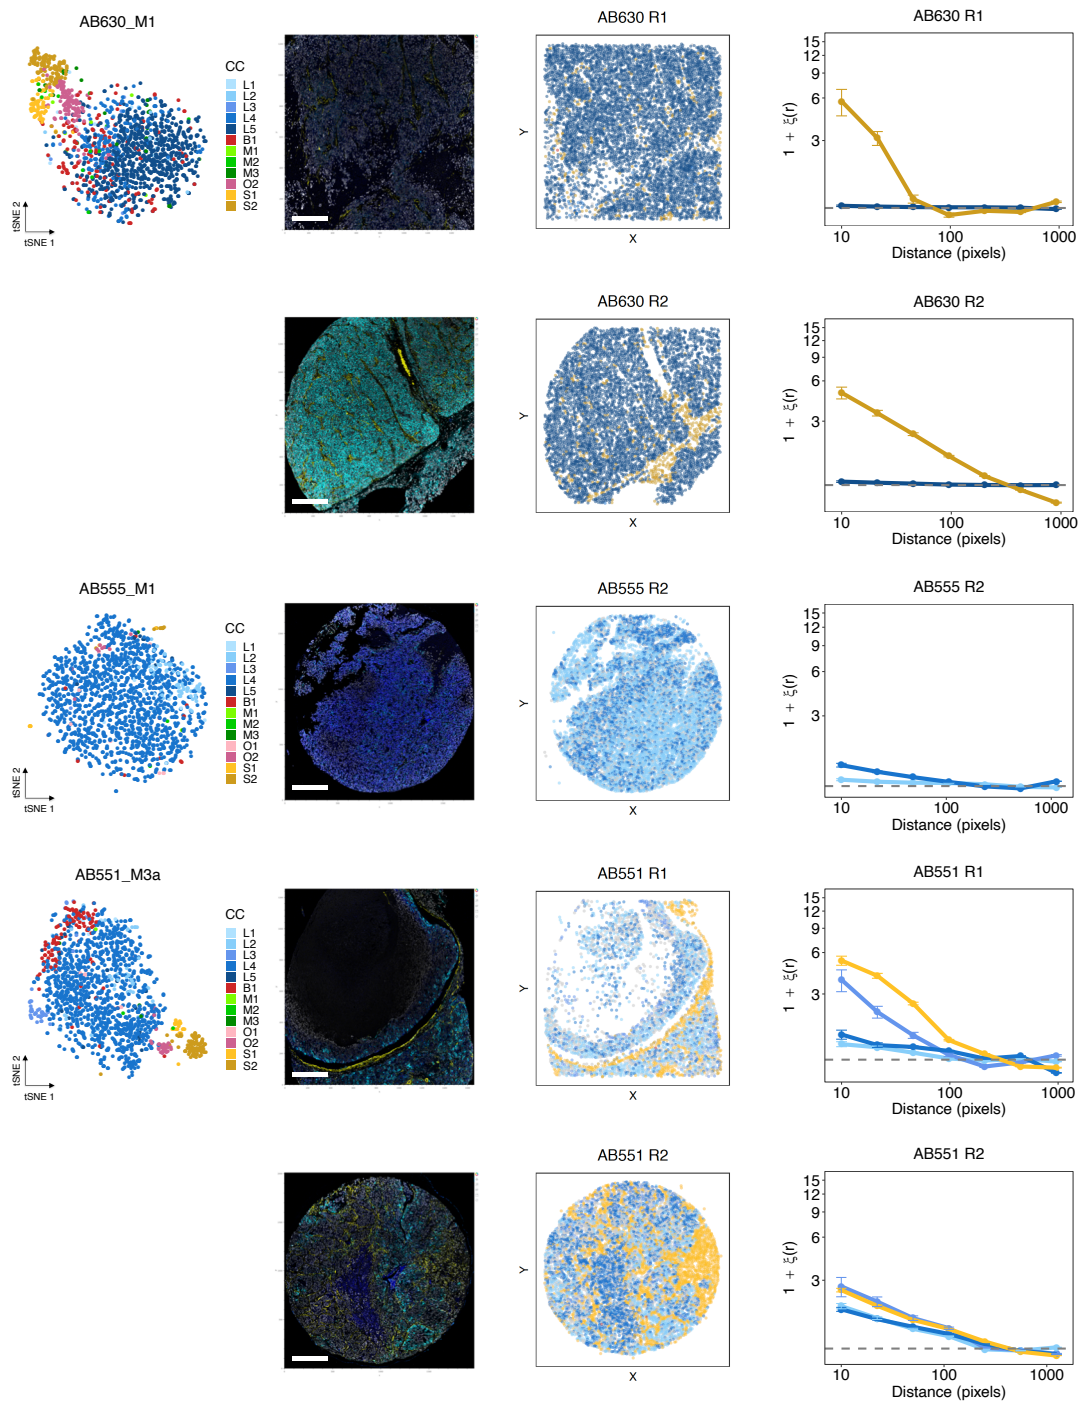 AB630_M1
CC
L1
L2
L3
L4
L5
B1
M1
M2
M3
O2
S1
S2
tSNE 2
tSNE 1
AB630 R1
Y
X
AB630 R1
1 + ξ(r)
15
12
9
6
3
10
100
1000
Distance (pixels)
AB630 R2
Y
X
AB630 R2
1 + ξ(r)
15
12
9
6
3
10
100
1000
Distance (pixels)
AB555_M1
CC
L1
L2
L3
L4
L5
B1
M1
M2
M3
O1
O2
S1
S2
tSNE 2
tSNE 1
AB555 R2
Y
X
AB555 R2
1 + ξ(r)
15
12
9
6
3
10
100
1000
Distance (pixels)
AB551_M3a
CC
L1
L2
L3
L4
L5
B1
M1
M2
M3
O1
O2
S1
S2
tSNE 2
tSNE 1
AB551 R1
Y
X
AB551 R1
1 + ξ(r)
15
12
9
6
3
10
100
1000
Distance (pixels)
AB551 R2
Y
X
AB551 R2
1 + ξ(r)
15
12
9
6
3
10
100
1000
Distance (pixels)